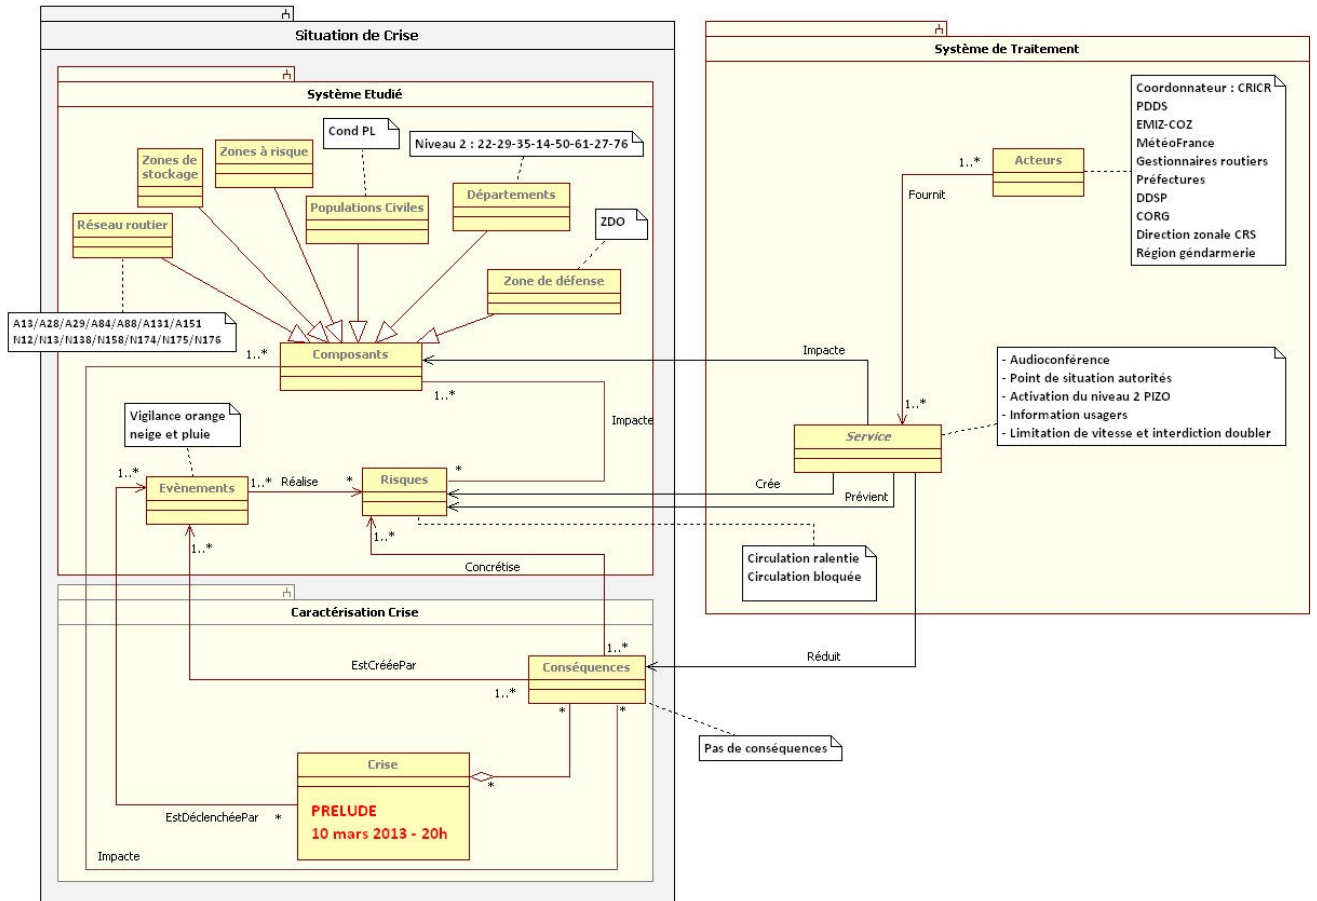 Situation de Crise
Système Etudié
Zones de
stockage
Zones à risque
Cond PL
Niveau 2 : 22-29-35-14-50-61-27-76
Réseau routier
Populations Civiles
Départements
ZDO
Zone de défense
A13/A28/A29/A84/A88/A131/A151
N12/N13/N138/N158/N174/N175/N176
1..*
Composants
1..*
Impacte
Vigilance orange
neige et pluie
1..*
Evènements
1..*
Réalise
*
Risques
*
1..*
1..*
Concrétise
Caractérisation Crise
1..*
EstCrééePar
Conséquences
1..*
*
*
Crise
*
PRELUDE
10 mars 2013 - 20h
EstDéclenchéePar
*
Impacte
Système de Traitement
Coordonnateur : CRICR
PDDS
EMIZ-COZ
MétéoFrance
Gestionnaires routiers
Préfectures
DDSP
CORG
Direction zonale CRS
Région géndarmerie
1..*
Acteurs
Fournit
Impacte
- Audioconférence
- Point de situation autorités
- Activation du niveau 2 PIZO
- Information usagers
- Limitation de vitesse et interdiction doubler
1..*
Service
Crée
Prévient
Circulation ralentie
Circulation bloquée
Réduit
Pas de conséquences